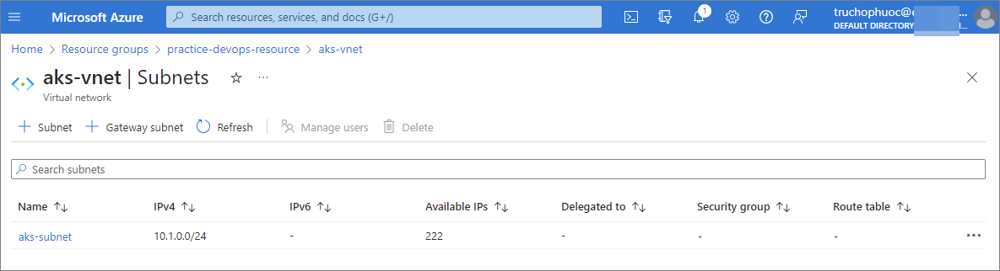 Microsoft Azure
Search resources, services, and docs (G+/)
1
truchophuoc@e...
DEFAULT DIRECTORY
Home > Resource groups > practice-devops-resource > aks-vnet
aks-vnet | Subnets
Virtual network
+ Subnet + Gateway subnet Refresh Manage users Delete
Search subnets
Name IPv4 IPv6 Available IPs Delegated to Security group Route table
aks-subnet 10.1.0.0/24 - 222 - - -